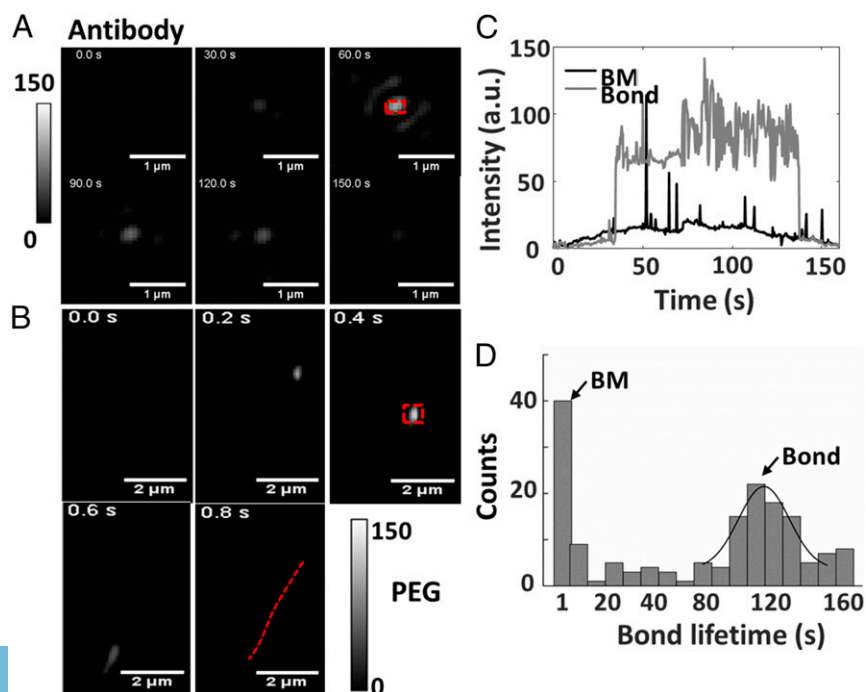 A
Antibody
150
0
0.0 s
30.0 s
60.0 s
1 μm
1 μm
1 μm
90.0 s
120.0 s
150.0 s
1 μm
1 μm
1 μm
B
0.0 s
0.2 s
0.4 s
2 μm
2 μm
2 μm
0.6 s
0.8 s
2 μm
2 μm
150
PEG
0
C
150
100
50
0
BM
Bond
Intensity (a.u.)
0 50 100 150
Time (s)
D
BM
Bond
40
20
0
Counts
1 20 40 80 120 160
Bond lifetime (s)